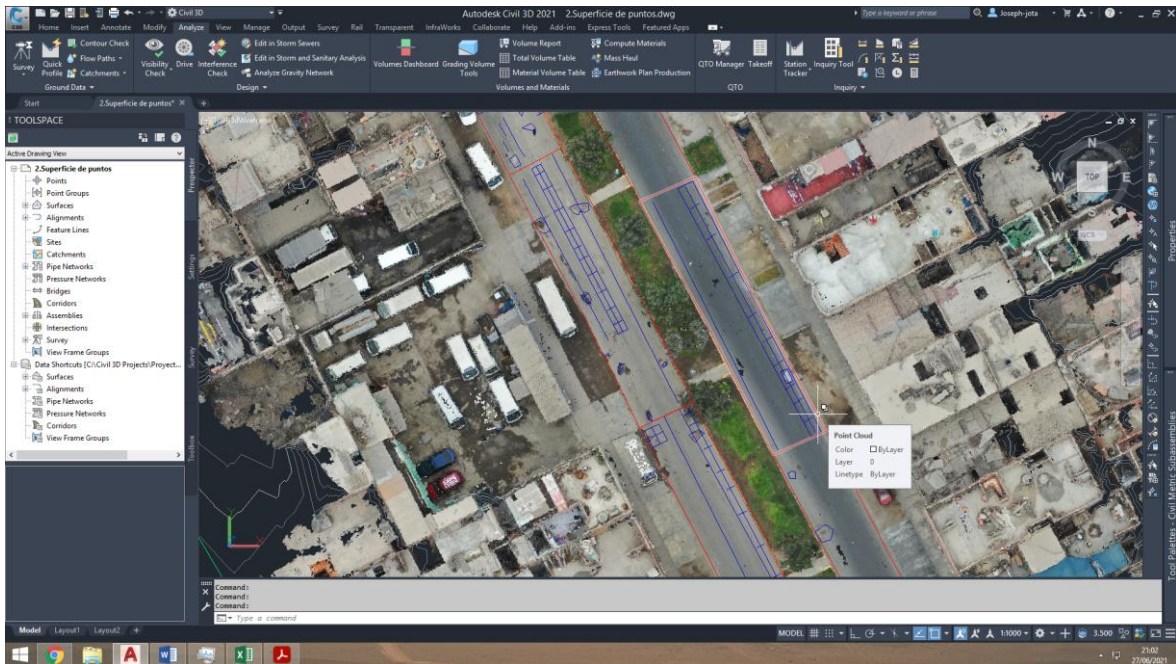 Civil 3D
Autodesk Civil 3D 2021 2.Superficie de puntos.dwg
Type a keyword or phrase
Joseph-jota
Home Insert Annotate Modify Analyze View Manage Output Survey Rail Transparent InfraWorks Collaborate Help Add-ins Express Tools Featured Apps
Survey
Quick Profile
Contour Check
Flow Paths
Catchments
Ground Data
Visibility Check
Drive
Interference Check
Edit in Storm Sewers
Edit in Storm and Sanitary Analysis
Analyze Gravity Network
Design
Volumes Dashboard
Grading Volume Tools
Volume Report
Total Volume Table
Material Volume Table
Compute Materials
Mass Haul
Earthwork Plan Production
Volumes and Materials
QTO Manager
Takeoff
QTO
Station Tracker
Inquiry Tool
Inquiry
Start
2.Superficie de puntos*
TOOLSPACE
Active Drawing View
2.Superficie de puntos
Points
Point Groups
Surfaces
Alignments
Feature Lines
Sites
Catchments
Pipe Networks
Pressure Networks
Bridges
Corridors
Assemblies
Intersections
Survey
View Frame Groups
Data Shortcuts [C:\Civil 3D Projects\Proyect...
Surfaces
Alignments
Pipe Networks
Pressure Networks
Corridors
View Frame Groups
Prospector
Settings
Survey
Toolbox
N
W
TOP
E
WCS
Point Cloud
Color ByLayer
Layer 0
Linetype ByLayer
Properties
Tool Palettes - Civil Metric Subassemblies
Command:
Command:
Command:
Type a command
Model Layout1 Layout2 +
MODEL
1:1000
3.500
21:02
27/06/2021